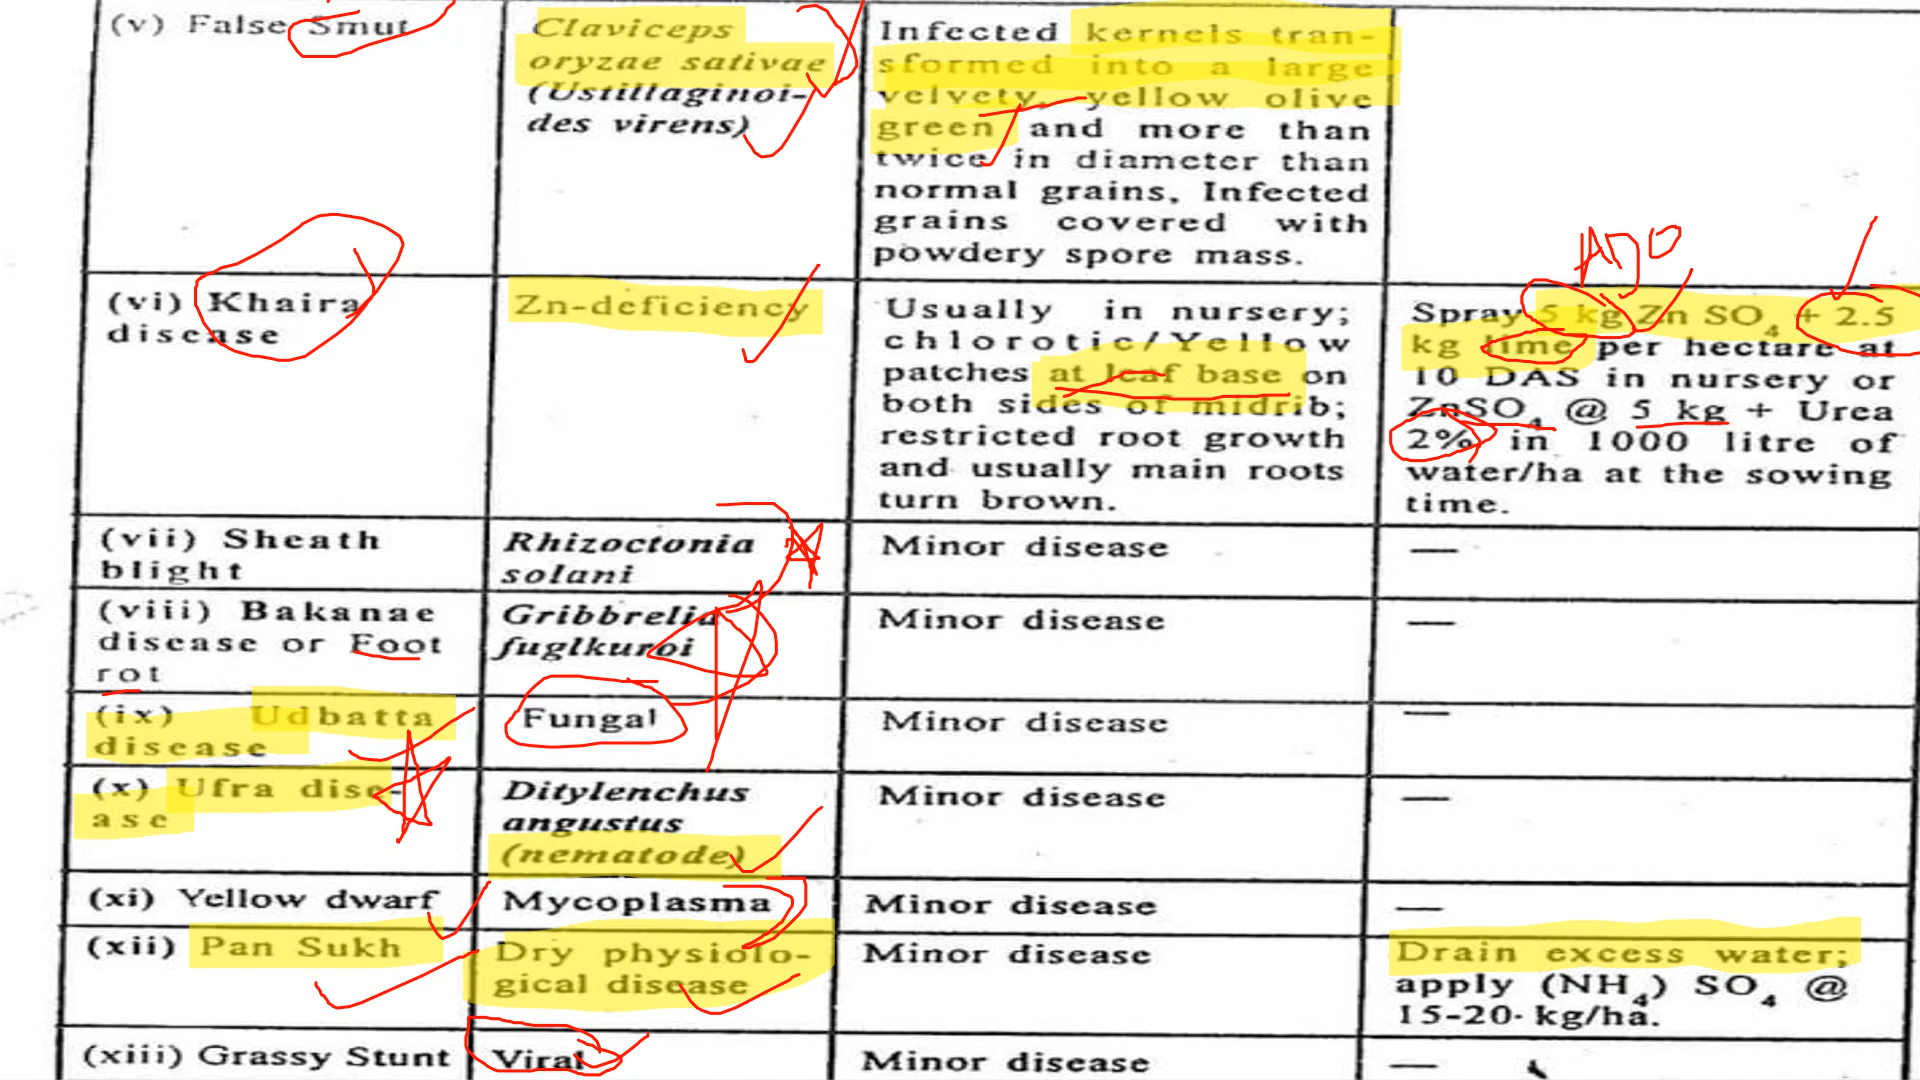 (v) False Smut
Claviceps
oryzae sativae
(Ustillaginoi-
des virens)
Infected kernels tran-
sformed into a large
velvety, yellow olive
green and more than
twice in diameter than
normal grains, Infected
grains covered with
powdery spore mass.
(vi) Khaira
disease
Zn-deficiency
Usually in nursery;
chlorotic/Yellow
patches at leaf base on
both sides of midrib;
restricted root growth
and usually main roots
turn brown.
Spray 5 kg Zn SO4 + 2.5
kg lime per hectare at
10 DAS in nursery or
ZnSO4 @ 5 kg + Urea
2% in 1000 litre of
water/ha at the sowing
time.
(vii) Sheath
blight
Rhizoctonia
solani
Minor disease
—
(viii) Bakanae
disease or Foot
rot
Gribbrelia
fuglkuroi
Minor disease
—
(ix) Udbatta
disease
Fungal
Minor disease
—
(x) Ufra dise-
ase
Ditylenchus
angustus
(nematode)
Minor disease
—
(xi) Yellow dwarf
Mycoplasma
Minor disease
—
(xii) Pan Sukh
Dry physiolo-
gical disease
Minor disease
Drain excess water;
apply (NH4) SO4 @
15-20 kg/ha.
(xiii) Grassy Stunt
Viral
Minor disease
—